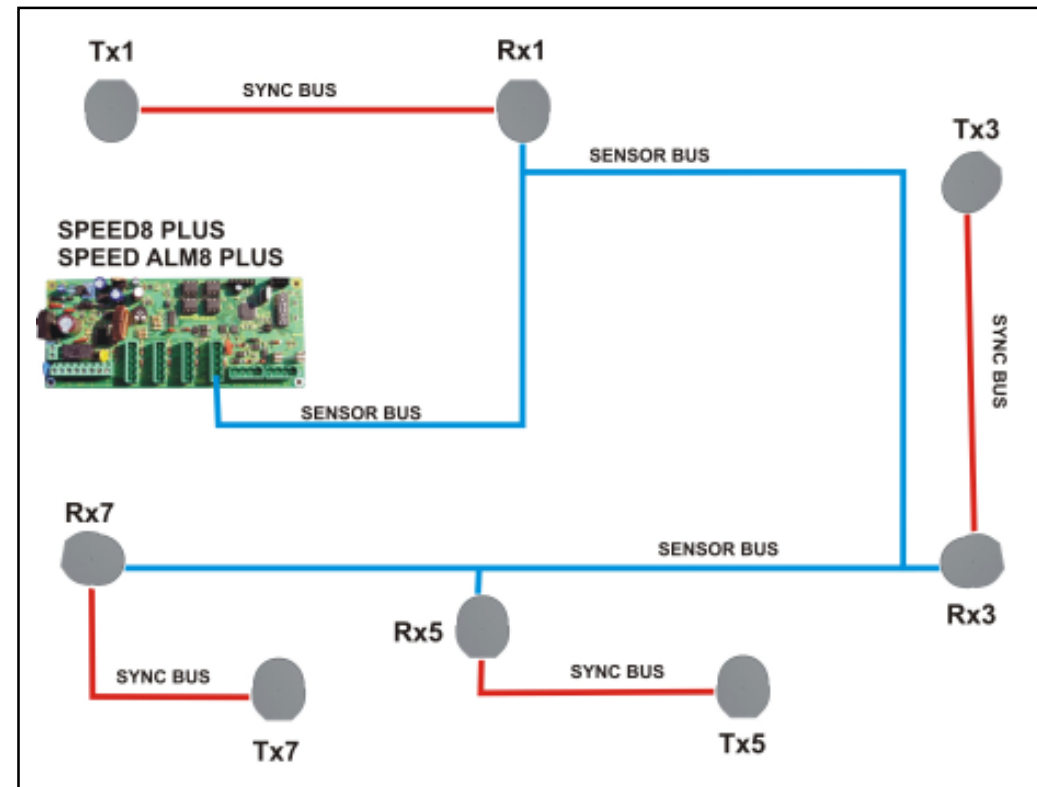 Tx1
Rx1
SYNC BUS
Tx3
SENSOR BUS
SPEED8 PLUS
SPEED ALM8 PLUS
SYNC BUS
SENSOR BUS
Rx7
SENSOR BUS
Rx5
Rx3
SYNC BUS
SYNC BUS
Tx7
Tx5